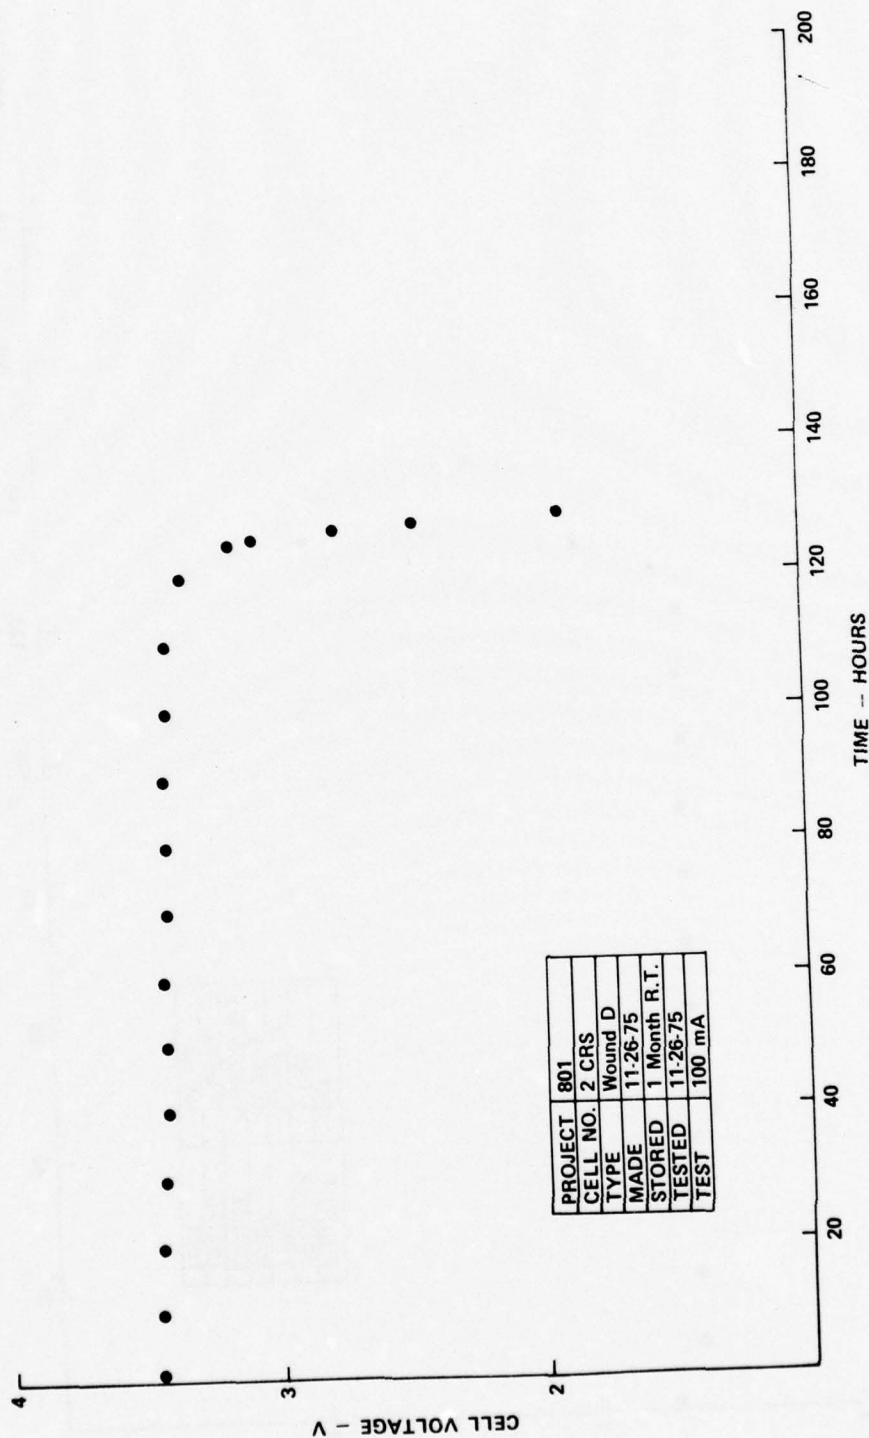 CELL VOLTAGE - V
4
3
2
PROJECT 801
CELL NO. 2 CRS
TYPE Wound D
MADE 11-26-75
STORED 1 Month R.T.
TESTED 11-26-75
TEST 100 mA
20 40 60 80 100 120 140 160 180 200
TIME -- HOURS